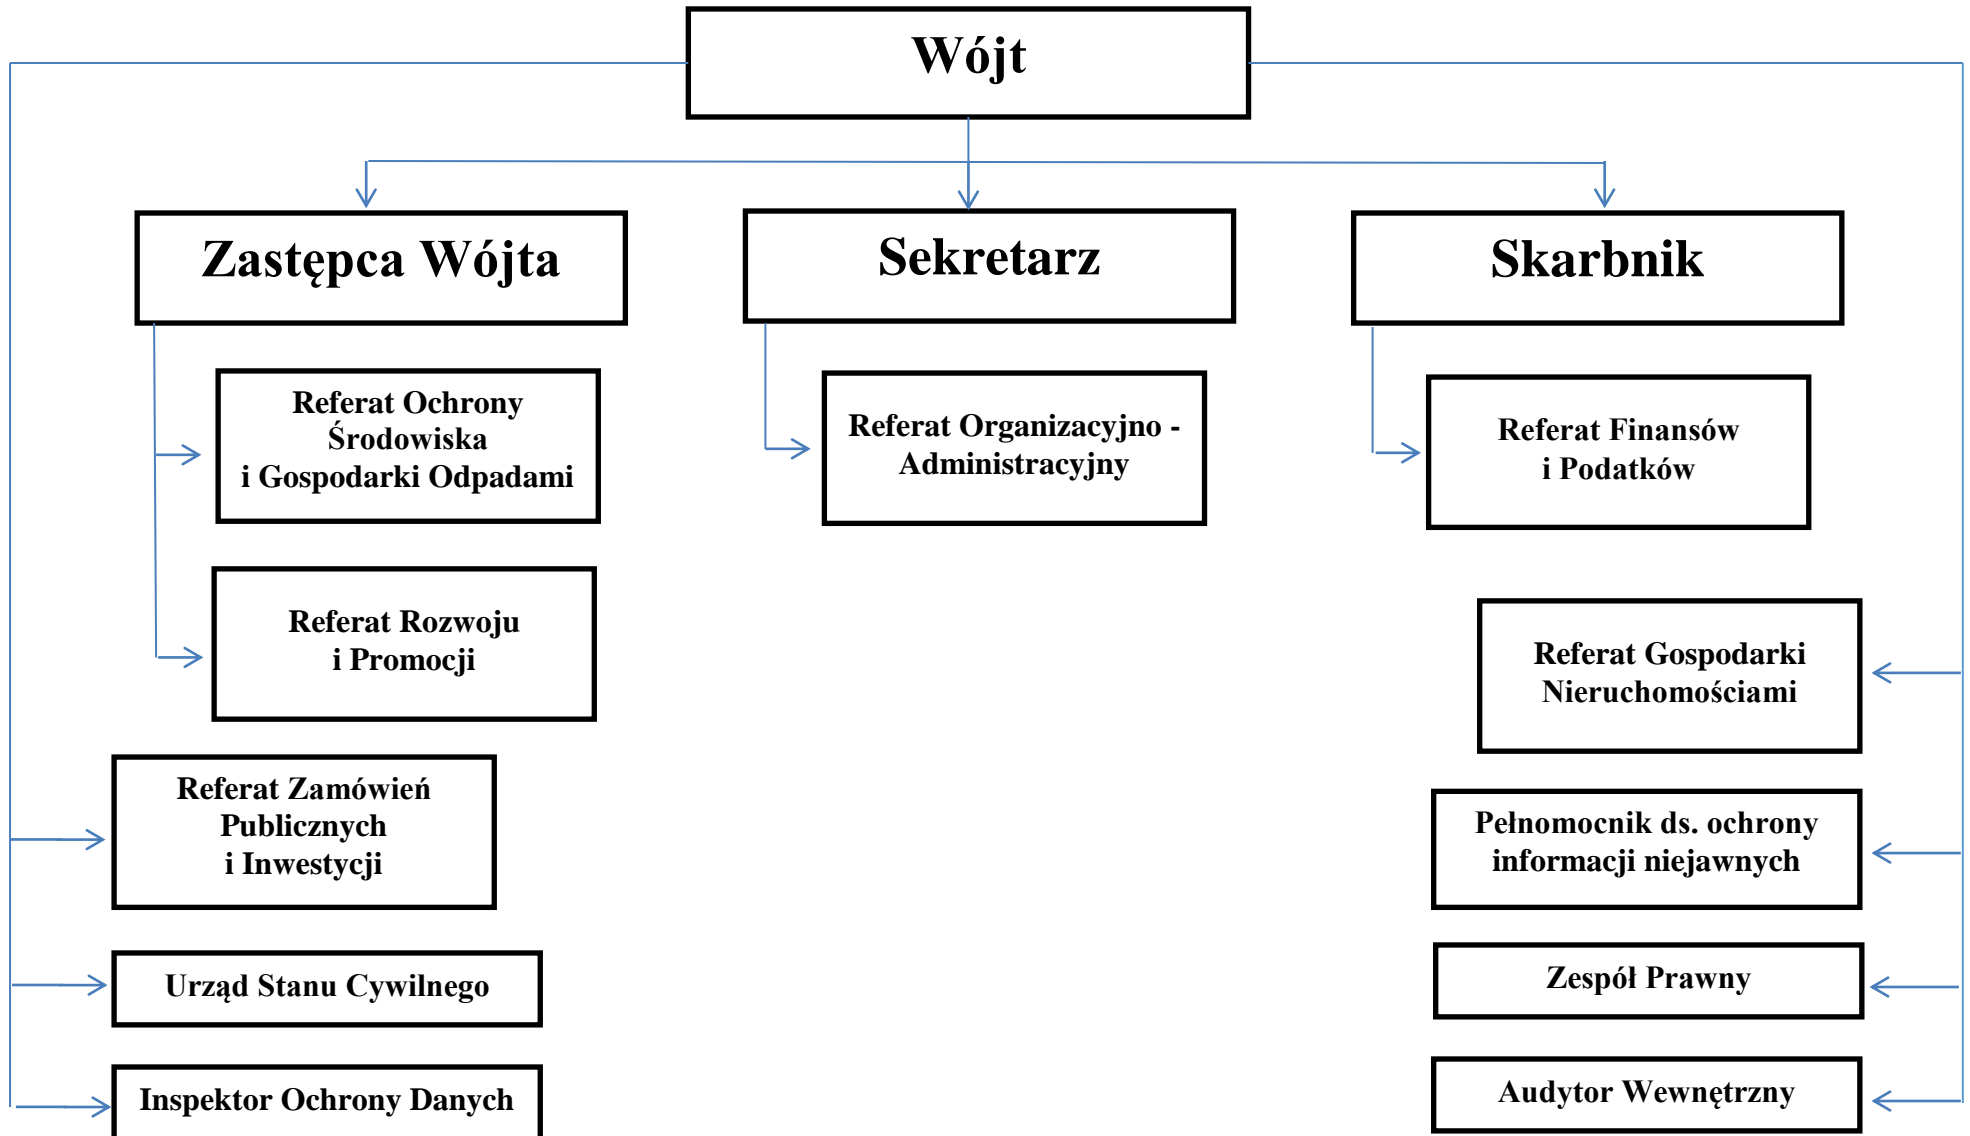 Wójt
Zastępca Wójta
Sekretarz
Skarbnik
Referat Ochrony
Środowiska
i Gospodarki Odpadami
Referat Organizacyjno -
Administracyjny
Referat Finansów
i Podatków
Referat Rozwoju
i Promocji
Referat Gospodarki
Nieruchomościami
Referat Zamówień
Publicznych
i Inwestycji
Pełnomocnik ds. ochrony
informacji niejawnych
Urząd Stanu Cywilnego
Zespół Prawny
Inspektor Ochrony Danych
Audytor Wewnętrzny